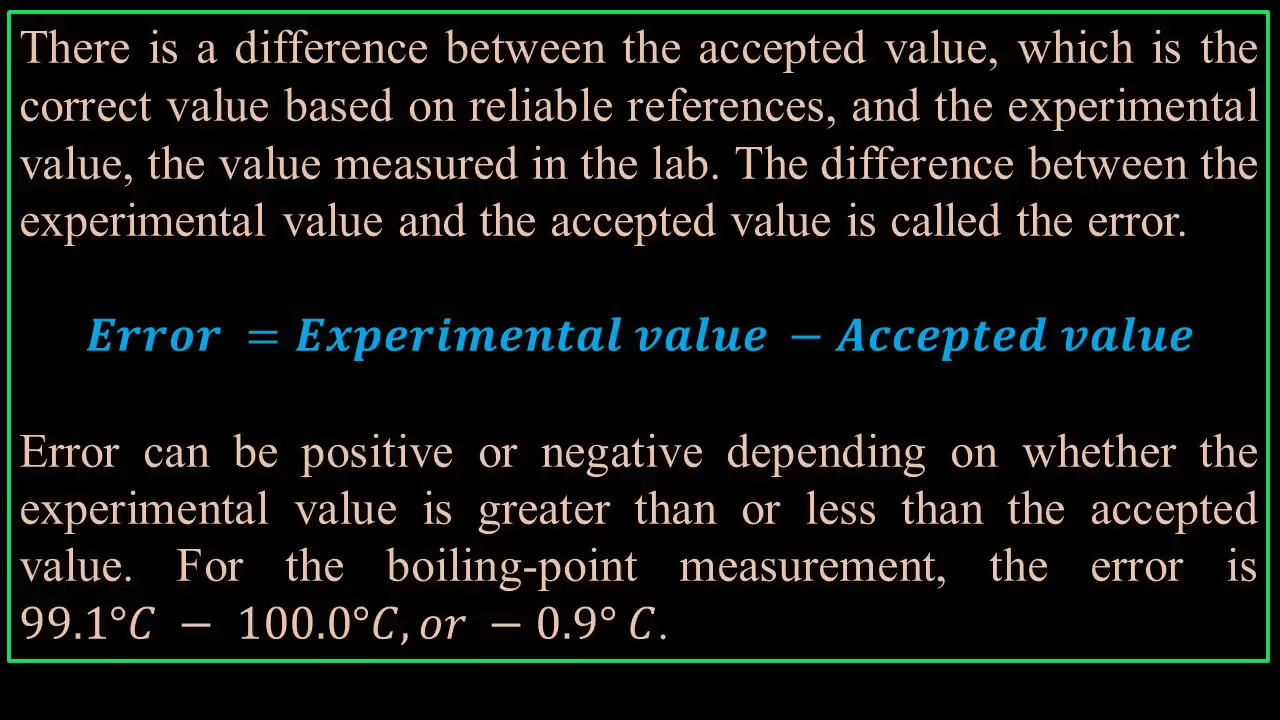 There is a difference between the accepted value, which is the
correct value based on reliable references, and the experimental
value, the value measured in the lab. The difference between the
experimental value and the accepted value is called the error.
Error = Experimental value − Accepted value
Error can be positive or negative depending on whether the
experimental value is greater than or less than the accepted
value. For the boiling-point measurement, the error is
99.1°C − 100.0°C, or − 0.9° C.